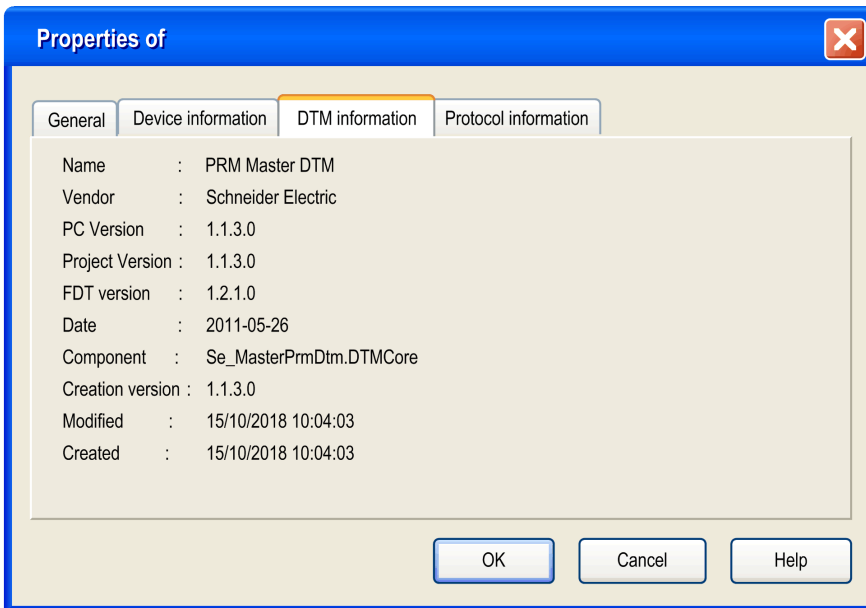 Properties of
General Device information DTM information Protocol information
Name : PRM Master DTM
Vendor : Schneider Electric
PC Version : 1.1.3.0
Project Version : 1.1.3.0
FDT version : 1.2.1.0
Date : 2011-05-26
Component : Se_MasterPrmDtm.DTMCore
Creation version : 1.1.3.0
Modified : 15/10/2018 10:04:03
Created : 15/10/2018 10:04:03
OK Cancel Help